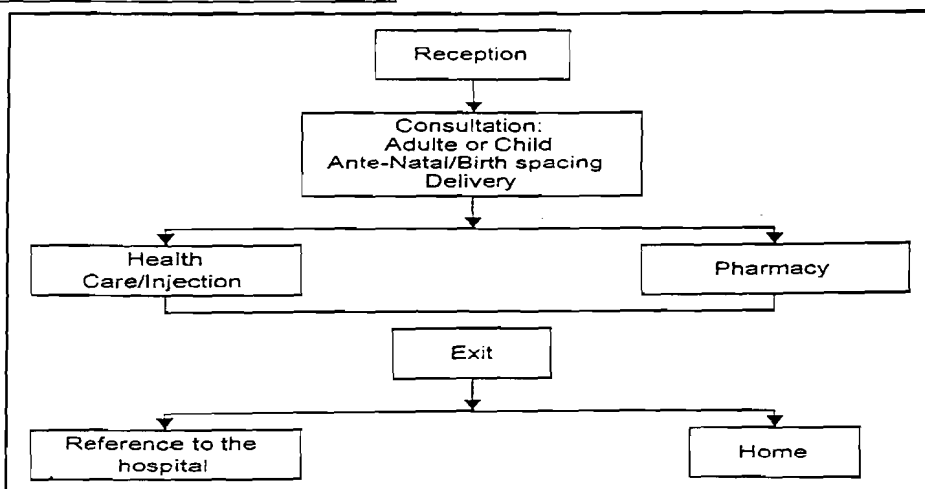 Reception
Consultation:
Adulte or Child
Ante-Natal/Birth spacing
Delivery
Health
Care/Injection
Pharmacy
Exit
Reference to the
hospital
Home